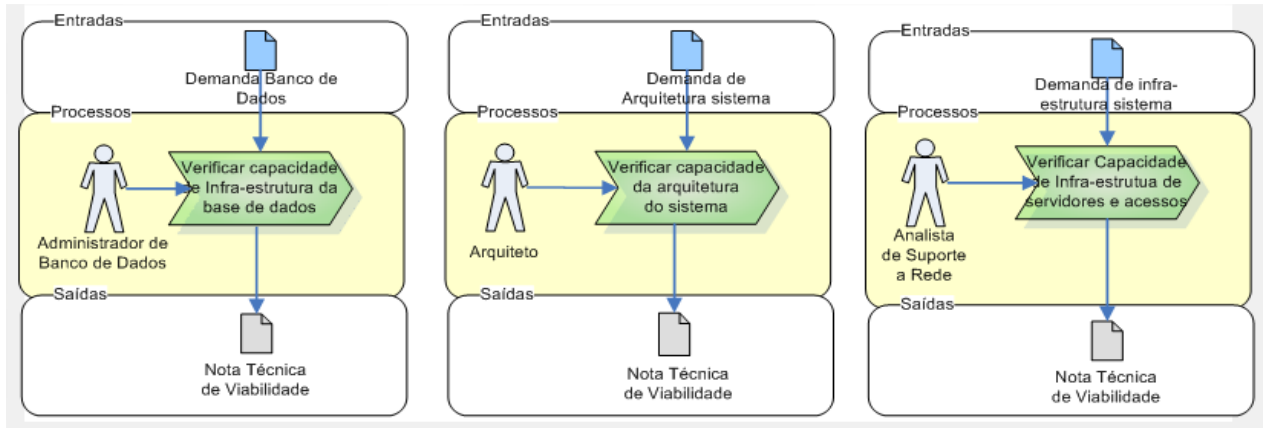 Entradas
Demanda Banco de
Dados
Processos
Verificar capacidade
de Infra-estrutura da
base de dados
Administrador de
Banco de Dados
Saídas
Nota Técnica
de Viabilidade
Entradas
Demanda de
Arquitetura sistema
Processos
Verificar capacidade
da arquitetura
do sistema
Arquiteto
Saídas
Nota Técnica
de Viabilidade
Entradas
Demanda de infra-
estrutura sistema
Processos
Verificar Capacidade
de Infra-estrutua de
servidores e acessos
Analista
de Suporte
a Rede
Saídas
Nota Técnica
de Viabilidade